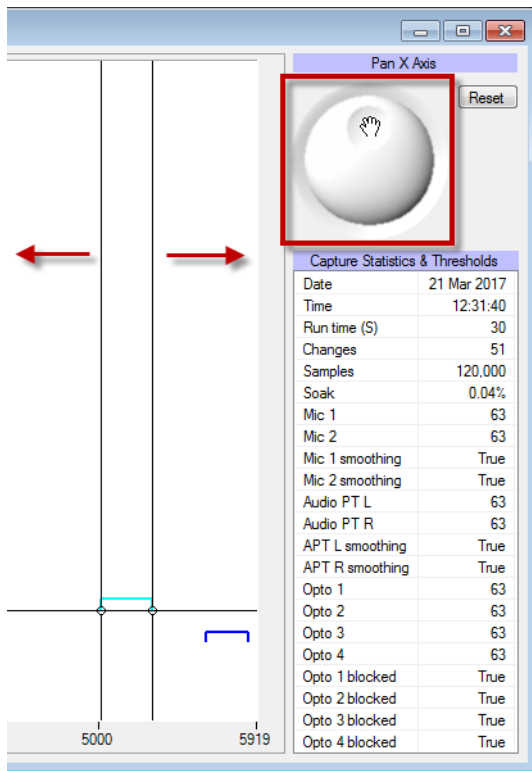 Pan X Axis
Reset
Capture Statistics & Thresholds
Date 21 Mar 2017
Time 12:31:40
Run time (S) 30
Changes 51
Samples 120,000
Soak 0.04%
Mic 1 63
Mic 2 63
Mic 1 smoothing True
Mic 2 smoothing True
Audio PT L 63
Audio PT R 63
APT L smoothing True
APT R smoothing True
Opto 1 63
Opto 2 63
Opto 3 63
Opto 4 63
Opto 1 blocked True
Opto 2 blocked True
Opto 3 blocked True
Opto 4 blocked True
5000 5919